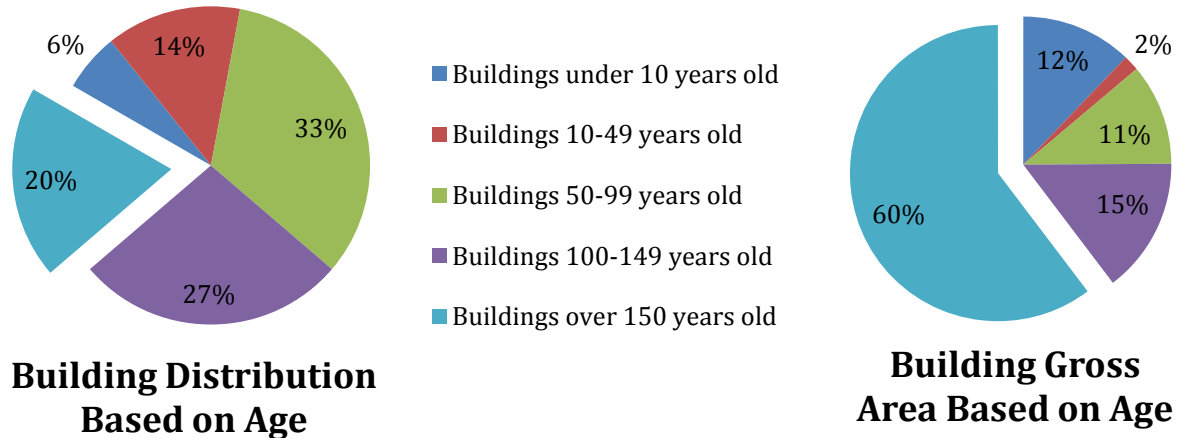 6%
14%
33%
20%
27%
Building Distribution
Based on Age
Buildings under 10 years old
Buildings 10-49 years old
Buildings 50-99 years old
Buildings 100-149 years old
Buildings over 150 years old
12%
2%
11%
15%
60%
Building Gross
Area Based on Age